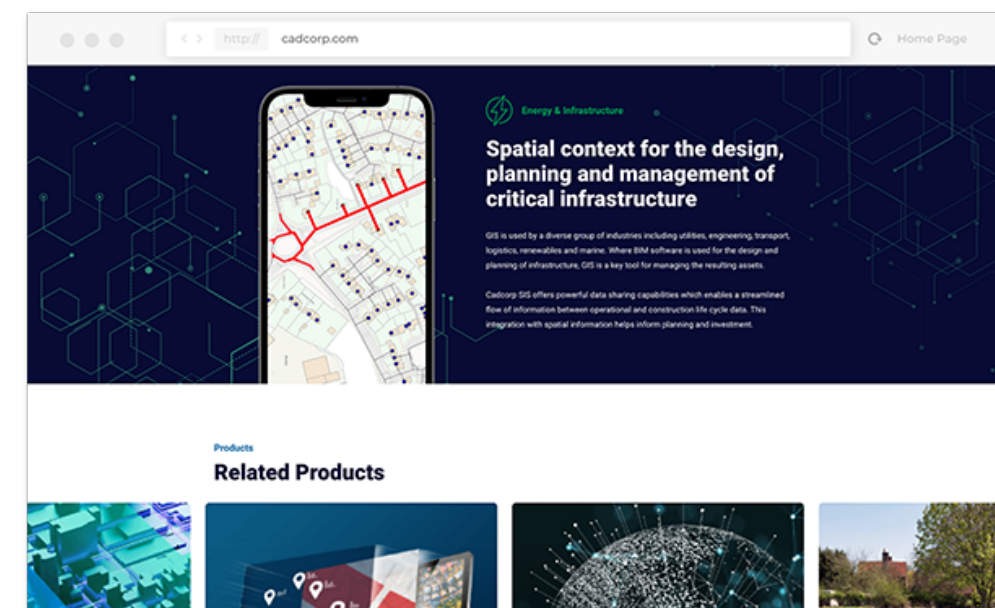 http:// cadcorp.com Home Page
Energy & Infrastructure
Spatial context for the design,
planning and management of
critical infrastructure
GIS is used by a diverse group of industries including utilities, engineering, transport,
logistics, renewables and marine. Where BIM software is used for the design and
planning of infrastructure, GIS is a key tool for managing the resulting assets.
Cadcorp SIS offers powerful data sharing capabilities which enables a streamlined
flow of information between operational and construction life cycle data. This
integration with spatial information helps inform planning and investment.
Products
Related Products